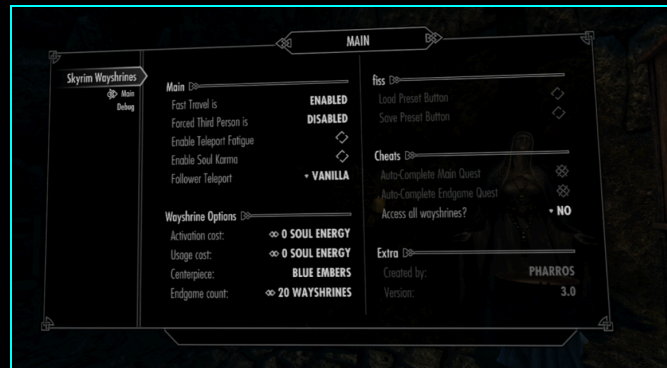 MAIN
Skyrim Wayshrines
Main
Debug
Main
Fast Travel is ENABLED
Forced Third Person is DISABLED
Enable Teleport Fatigue
Enable Soul Karma
Follower Teleport VANILLA
Wayshrine Options
Activation cost: 0 SOUL ENERGY
Usage cost: 0 SOUL ENERGY
Centerpiece: BLUE EMBERS
Endgame count: 20 WAYSHRINES
fiss
Load Preset Button
Save Preset Button
Cheats
Auto-Complete Main Quest
Auto-Complete Endgame Quest
Access all wayshrines? NO
Extra
Created by: PHARROS
Version: 3.0